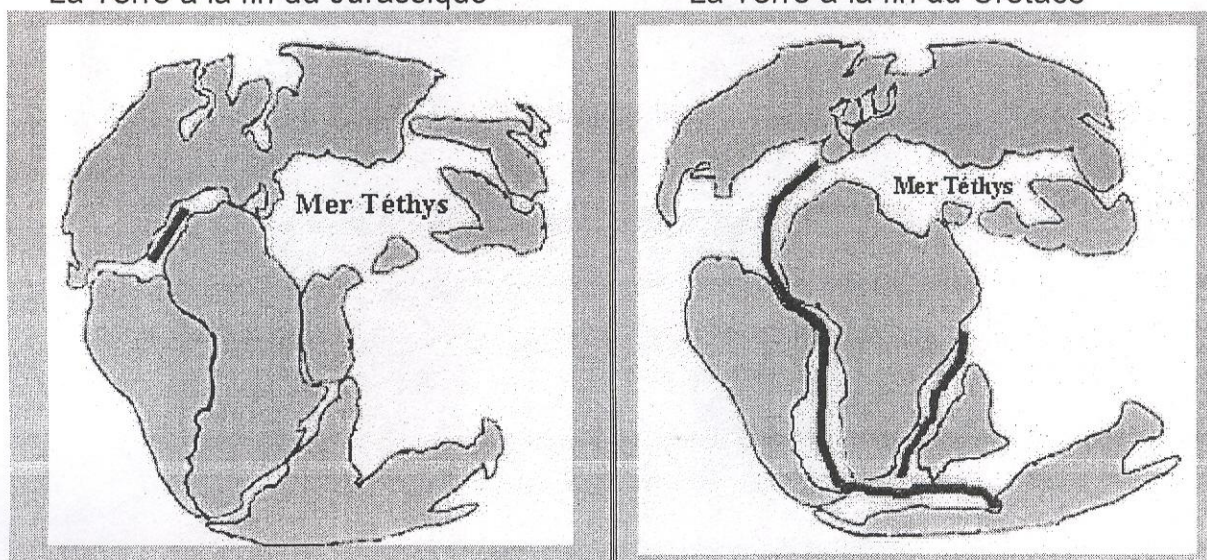 La Terre à la fin du Jurassique
La Terre à la fin du Crétacé
Mer Téthys
Mer Téthys